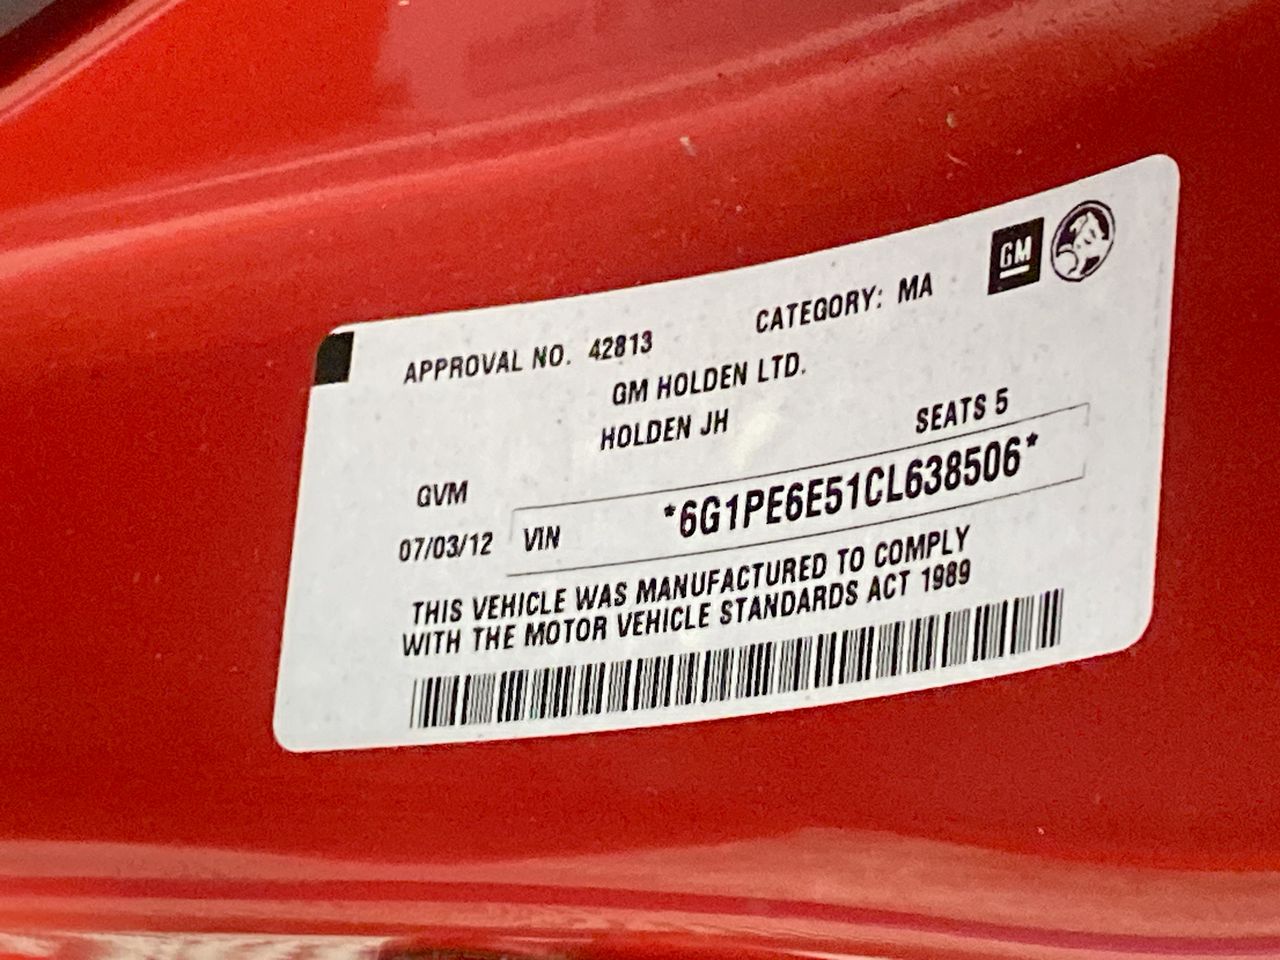 GM
APPROVAL NO. 42813 CATEGORY: MA
GM HOLDEN LTD.
HOLDEN JH SEATS 5
GVM
07/03/12 VIN *6G1PE6E51CL638506*
THIS VEHICLE WAS MANUFACTURED TO COMPLY
WITH THE MOTOR VEHICLE STANDARDS ACT 1989